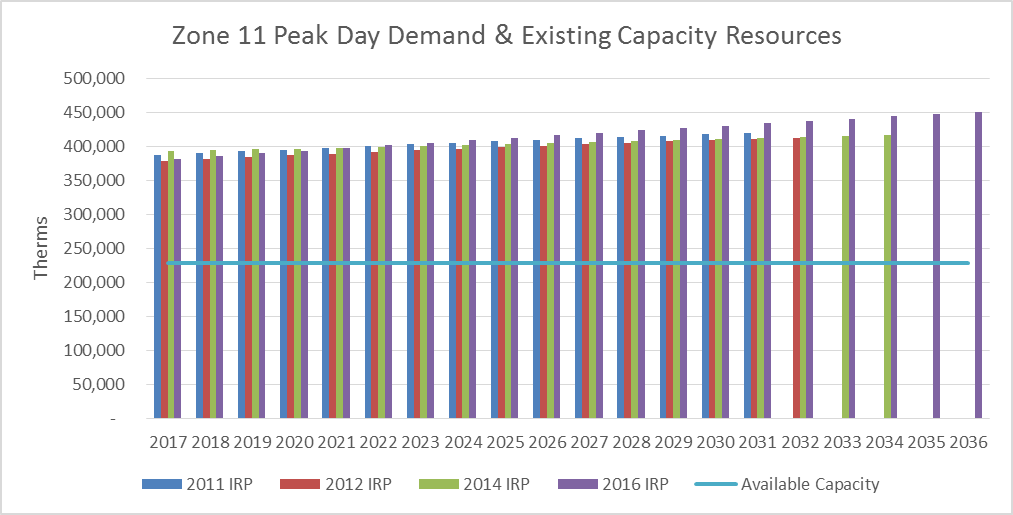 Zone 11 Peak Day Demand & Existing Capacity Resources
500,000
450,000
400,000
350,000
300,000
250,000
200,000
150,000
100,000
50,000
-
Therms
2017 2018 2019 2020 2021 2022 2023 2024 2025 2026 2027 2028 2029 2030 2031 2032 2033 2034 2035 2036
2011 IRP 2012 IRP 2014 IRP 2016 IRP Available Capacity